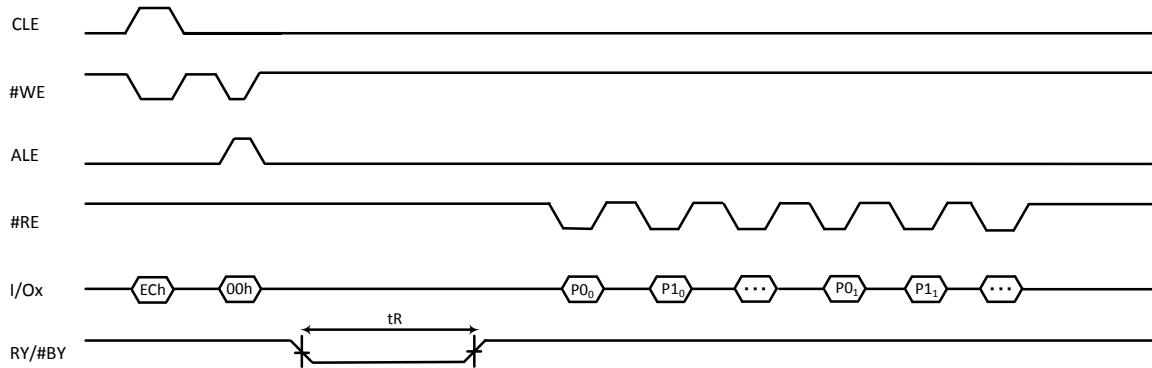 CLE
#WE
ALE
#RE
I/Ox ECh 00h P0₀ P1₀ ... P0₁ P1₁ ...
tR
RY/#BY